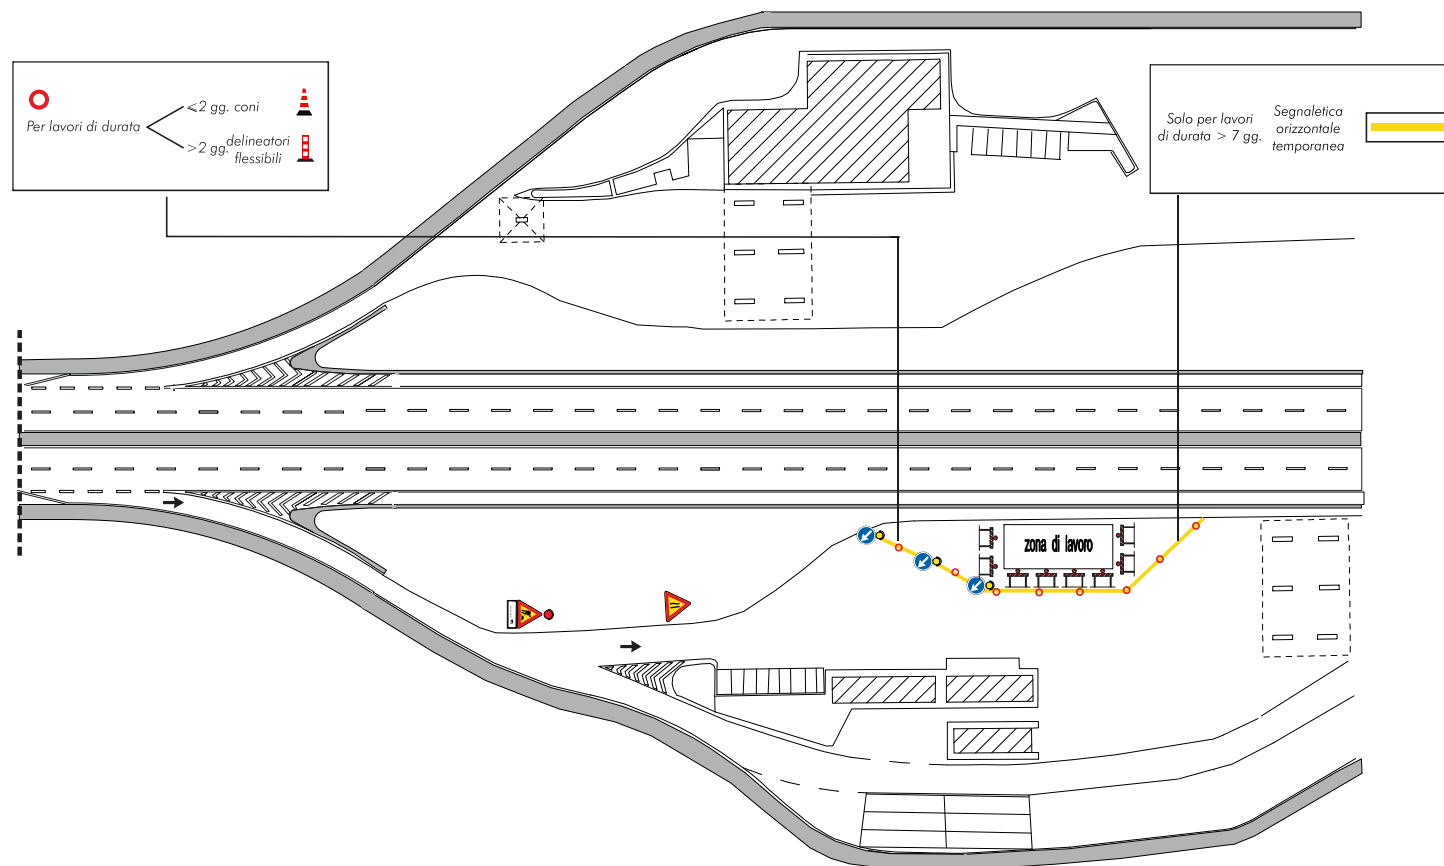 Per lavori di durata
⩽2 gg. coni
>2 gg. delineatori
flessibili
Solo per lavori
di durata > 7 gg.
Segnaletica
orizzontale
temporanea
zona di lavoro